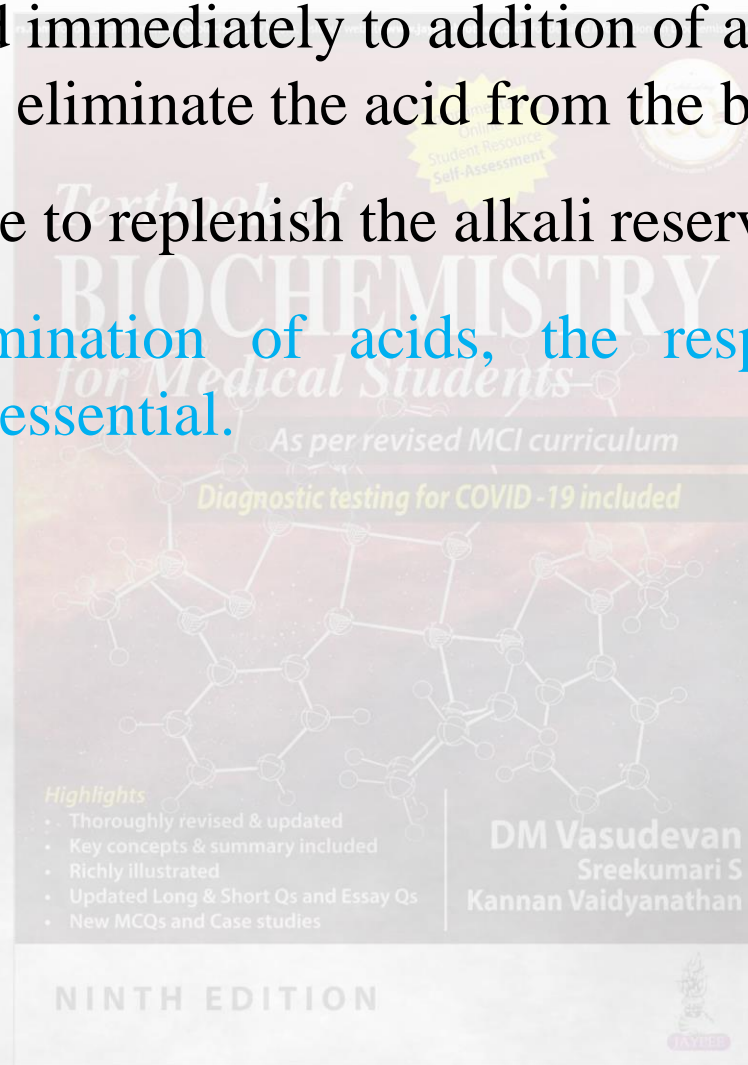 d immediately to addition of a
eliminate the acid from the b
Online
Student Resource
Self-Assessment
e to replenish the alkali reserv
Textbook of
BIOCHEMISTRY
mination of acids, the resp
for Medical Students
essential.
As per revised MCI curriculum
Diagnostic testing for COVID -19 included
Highlights
• Thoroughly revised & updated
• Key concepts & summary included
• Richly illustrated
• Updated Long & Short Qs and Essay Qs
• New MCQs and Case studies
DM Vasudevan
Sreekumari S
Kannan Vaidyanathan
NINTH EDITION
JAYPEE